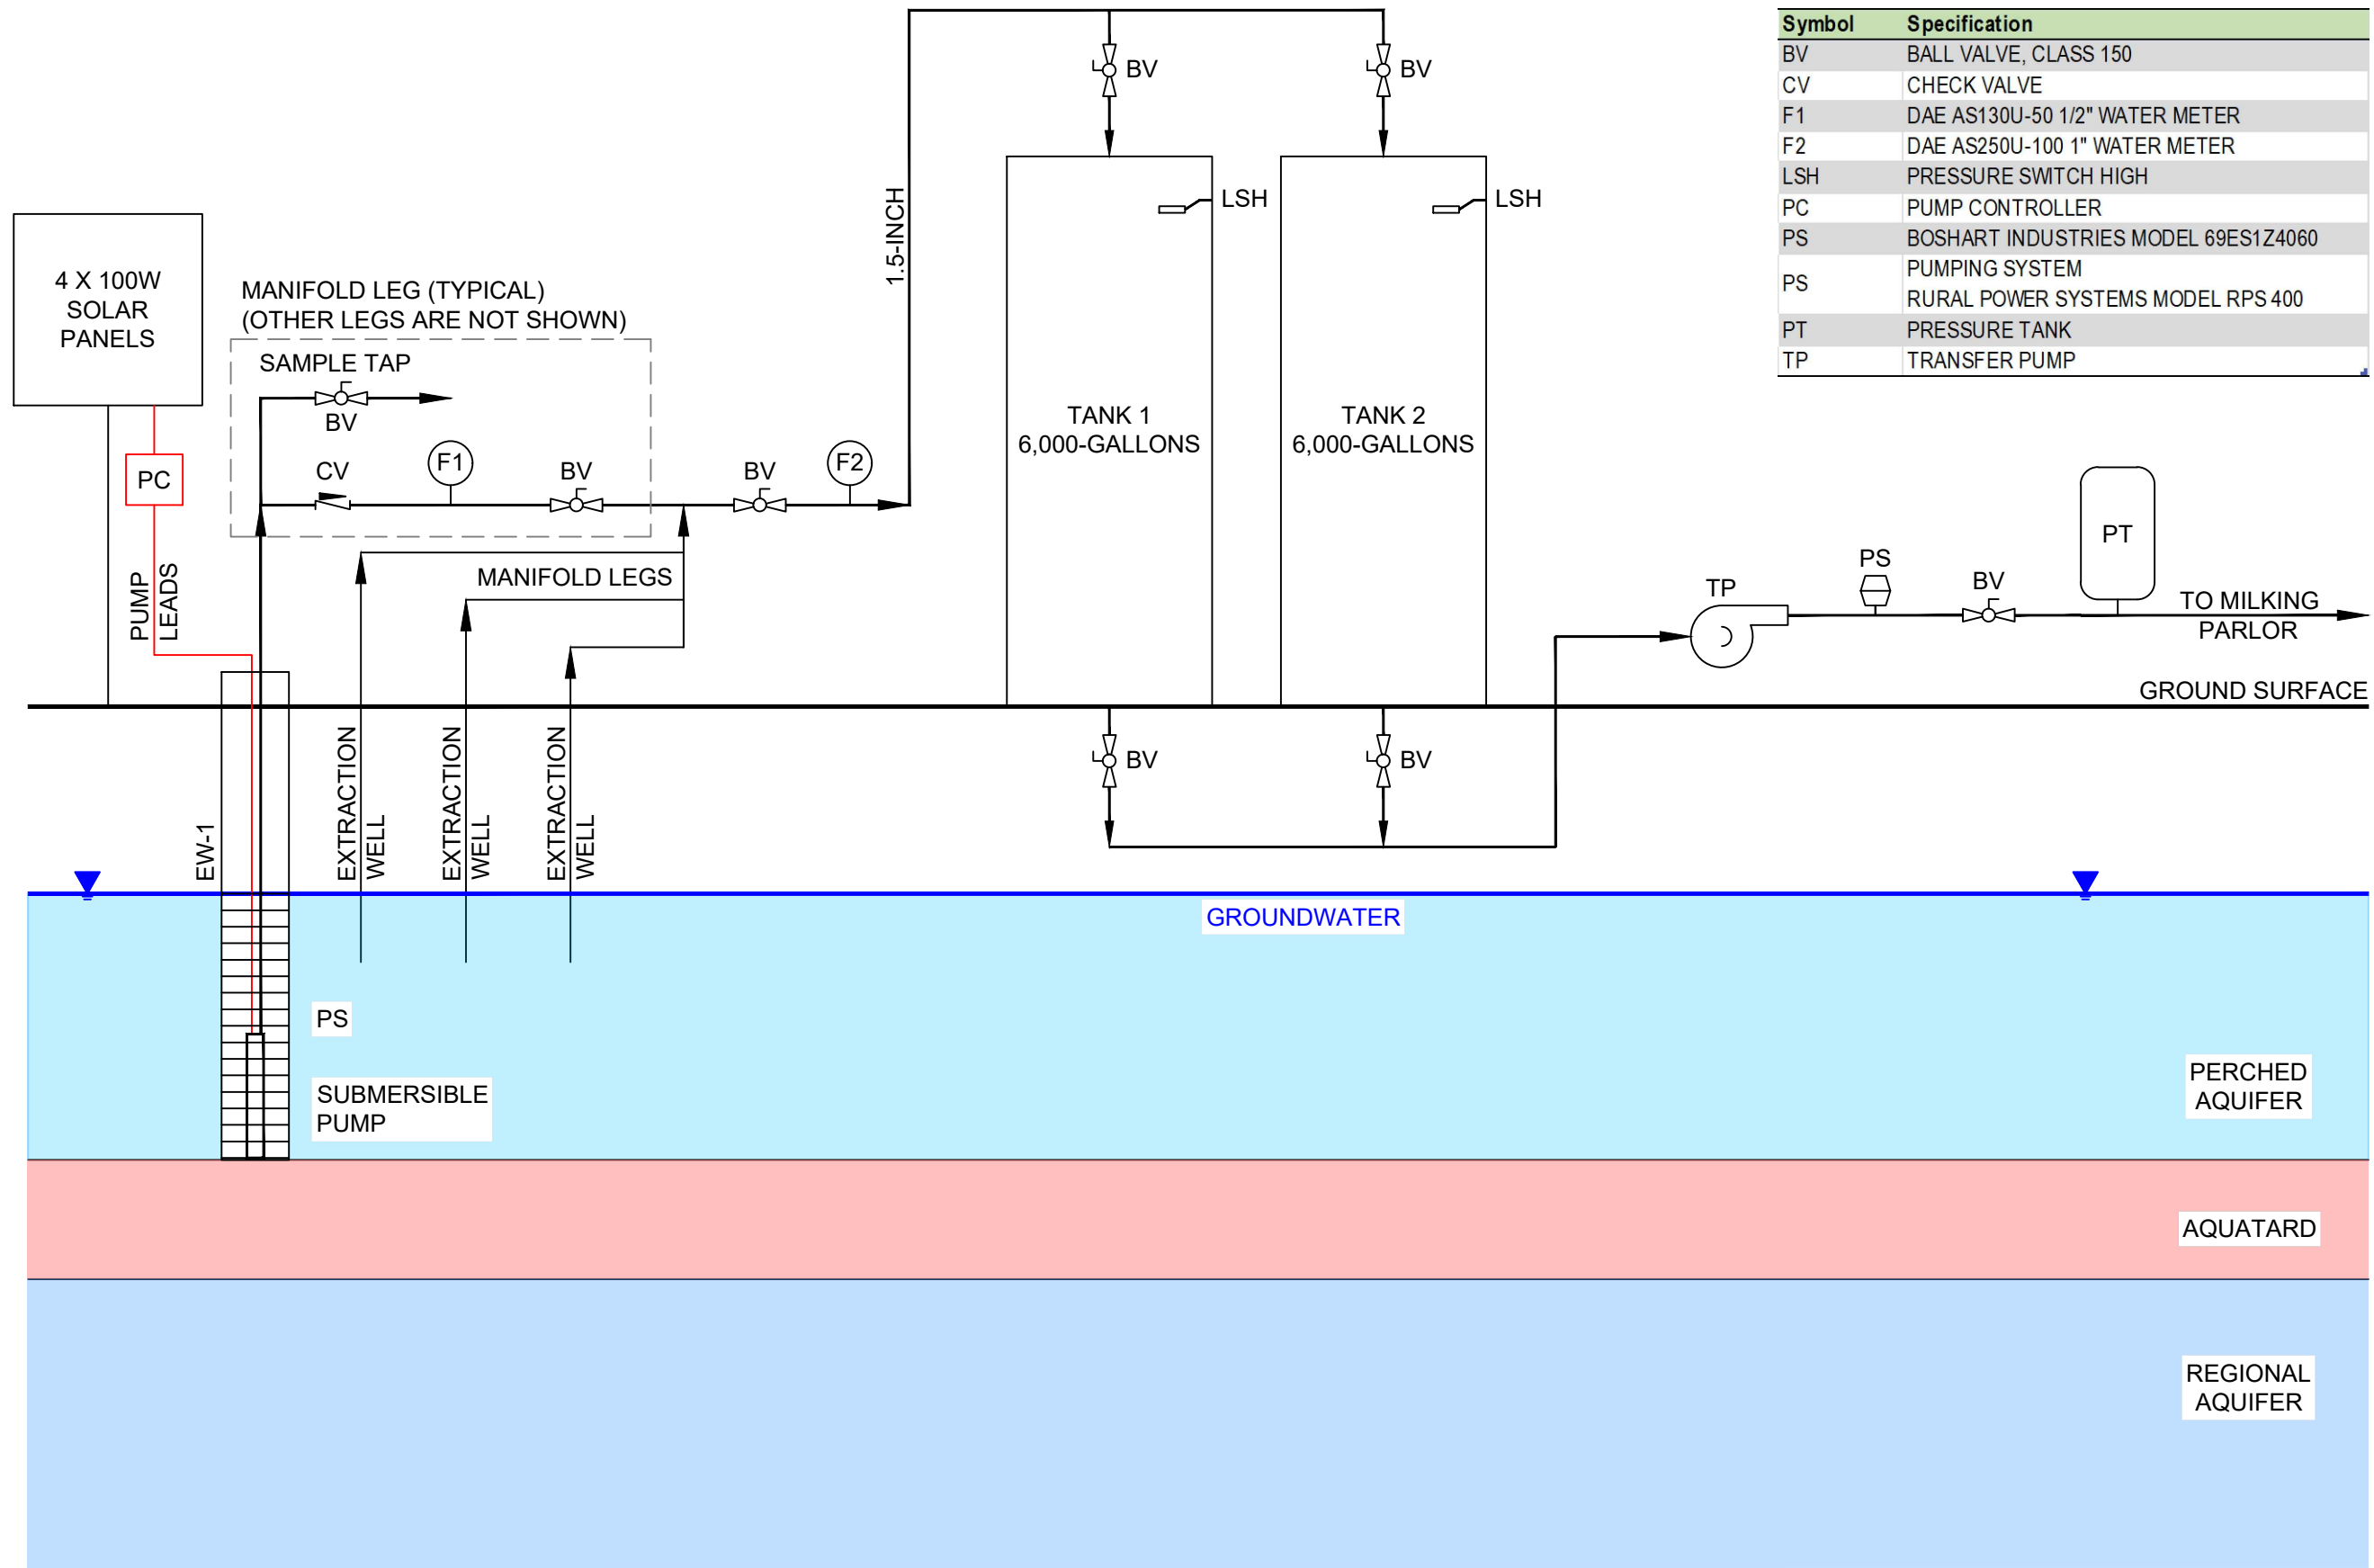 Symbol Specification
BV BALL VALVE, CLASS 150
CV CHECK VALVE
F1 DAE AS130U-50 1/2" WATER METER
F2 DAE AS250U-100 1" WATER METER
LSH PRESSURE SWITCH HIGH
PC PUMP CONTROLLER
PS BOSHART INDUSTRIES MODEL 69ES1Z4060
PS PUMPING SYSTEM
RURAL POWER SYSTEMS MODEL RPS 400
PT PRESSURE TANK
TP TRANSFER PUMP
BV
BV
LSH
LSH
1.5-INCH
4 X 100W
SOLAR
PANELS
MANIFOLD LEG (TYPICAL)
(OTHER LEGS ARE NOT SHOWN)
SAMPLE TAP
BV
PC
CV
F1
BV
BV
F2
TANK 1
6,000-GALLONS
TANK 2
6,000-GALLONS
PUMP
LEADS
MANIFOLD LEGS
TP
PS
BV
PT
TO MILKING
PARLOR
GROUND SURFACE
EW-1
EXTRACTION
WELL
EXTRACTION
WELL
EXTRACTION
WELL
BV
BV
GROUNDWATER
PS
SUBMERSIBLE
PUMP
PERCHED
AQUIFER
AQUATARD
REGIONAL
AQUIFER